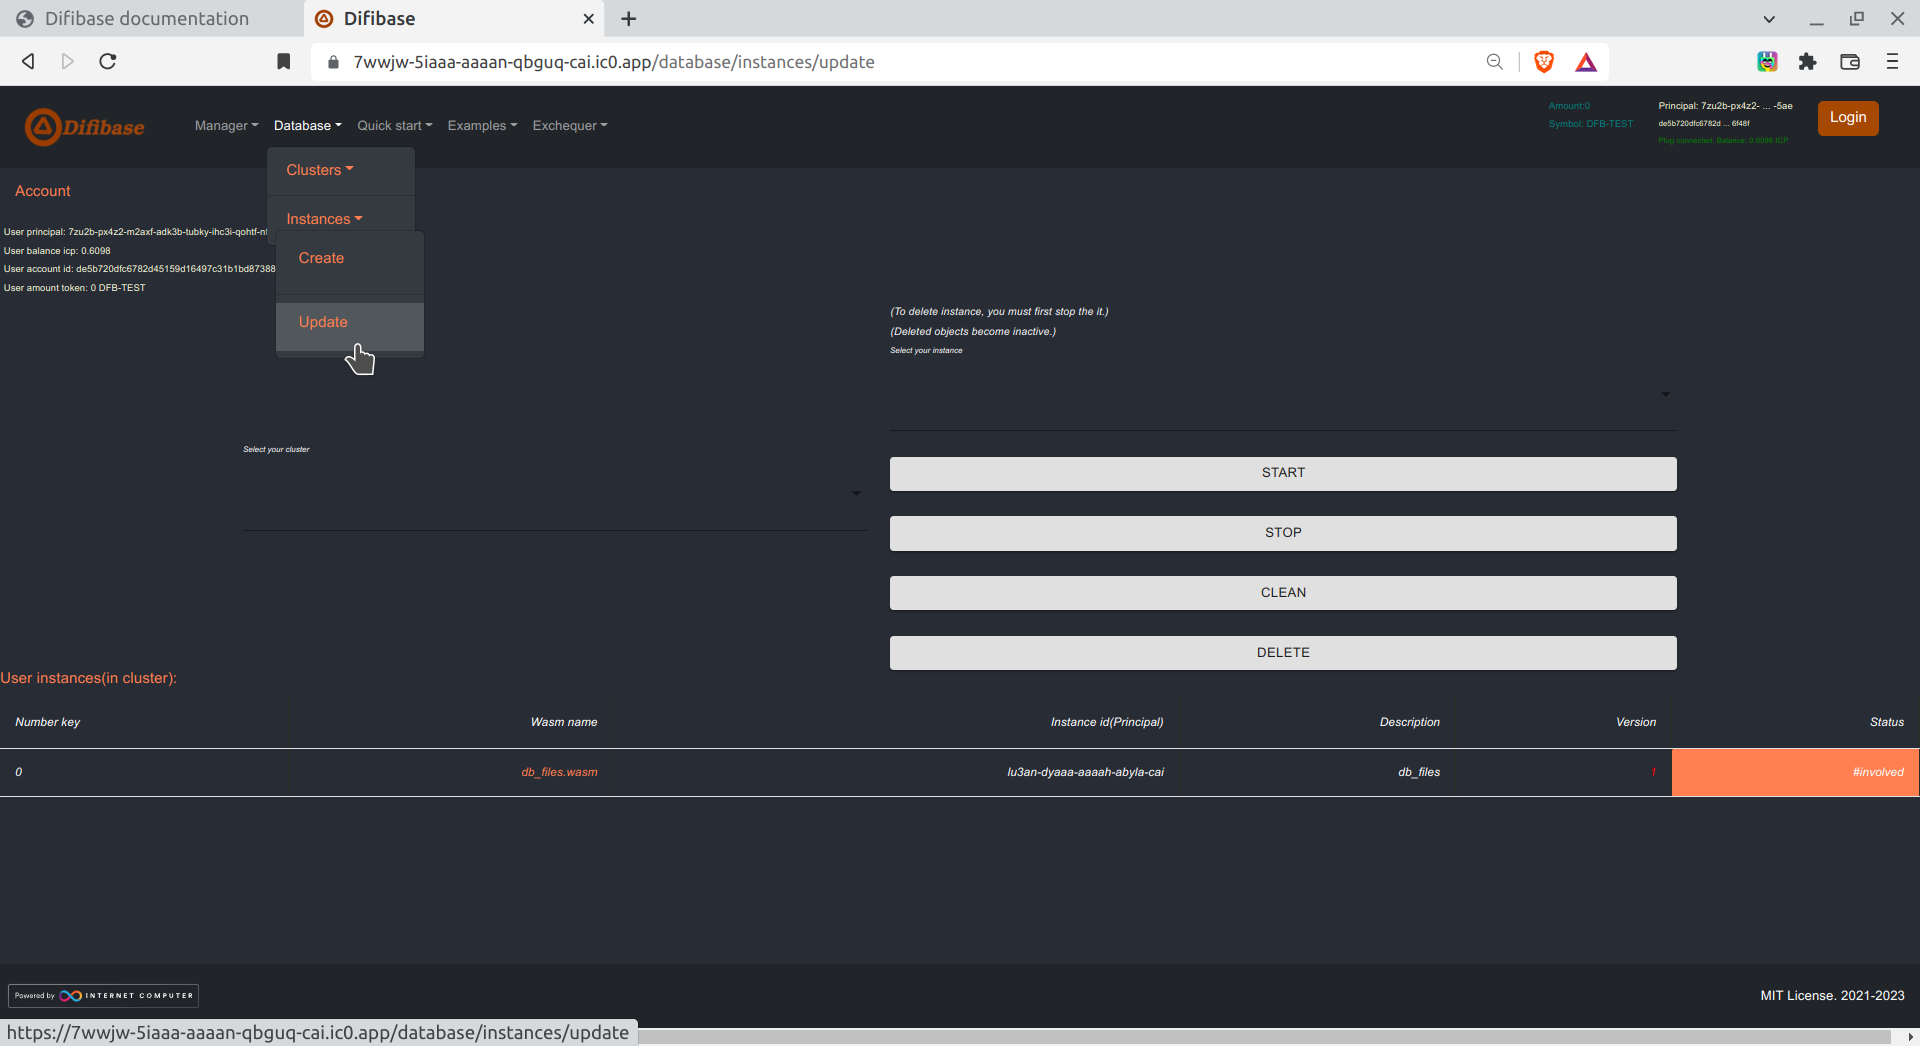 Difibase documentation
Difibase
7wwjw-5iaaa-aaaan-qbguq-cai.ic0.app/database/instances/update
Difibase
Manager
Database
Quick start
Examples
Exchequer
Amount:0
Symbol: DFB-TEST
Principal: 7zu2b-px4z2- ... -5ae
de5b720dfc6782d ... 6f48f
Plug connected; Balance: 0.6098 ICP
Login
Clusters
Instances
Create
Update
Account
User principal: 7zu2b-px4z2-m2axf-adk3b-tubky-ihc3i-qohtf-n
User balance icp: 0.6098
User account id: de5b720dfc6782d45159d16497c31b1bd87388
User amount token: 0 DFB-TEST
(To delete instance, you must first stop the it.)
(Deleted objects become inactive.)
Select your instance
Select your cluster
START
STOP
CLEAN
DELETE
User instances(in cluster):
Number key Wasm name Instance id(Principal) Description Version Status
0 db_files.wasm lu3an-dyaaa-aaaah-abyla-cai db_files 1 #involved
Powered by INTERNET COMPUTER
MIT License. 2021-2023
https://7wwjw-5iaaa-aaaan-qbguq-cai.ic0.app/database/instances/update